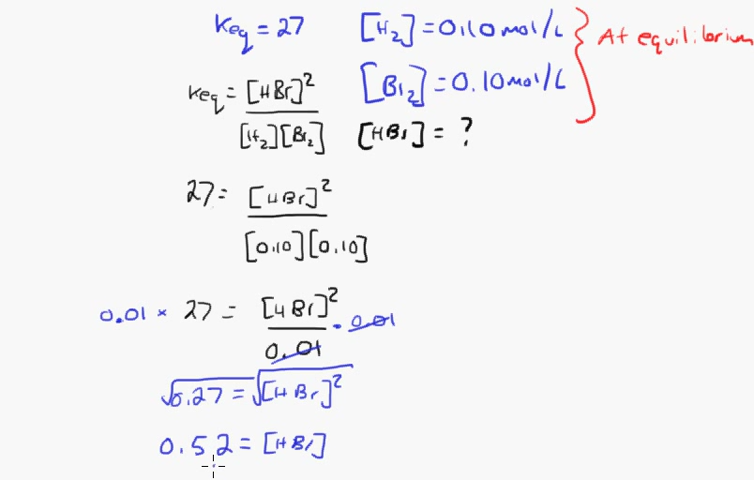 Keq = 27 [H₂] = 0.10 mol/L } At equilibrium
Keq = [HBr]² / [H₂][Br₂] [Br₂] = 0.10 mol/L
[HBr] = ?
27 = [HBr]² / [0.10][0.10]
0.01 × 27 = [HBr]² / 0.01 · 0.01
√0.27 = √[HBr]²
0.52 = [HBr]